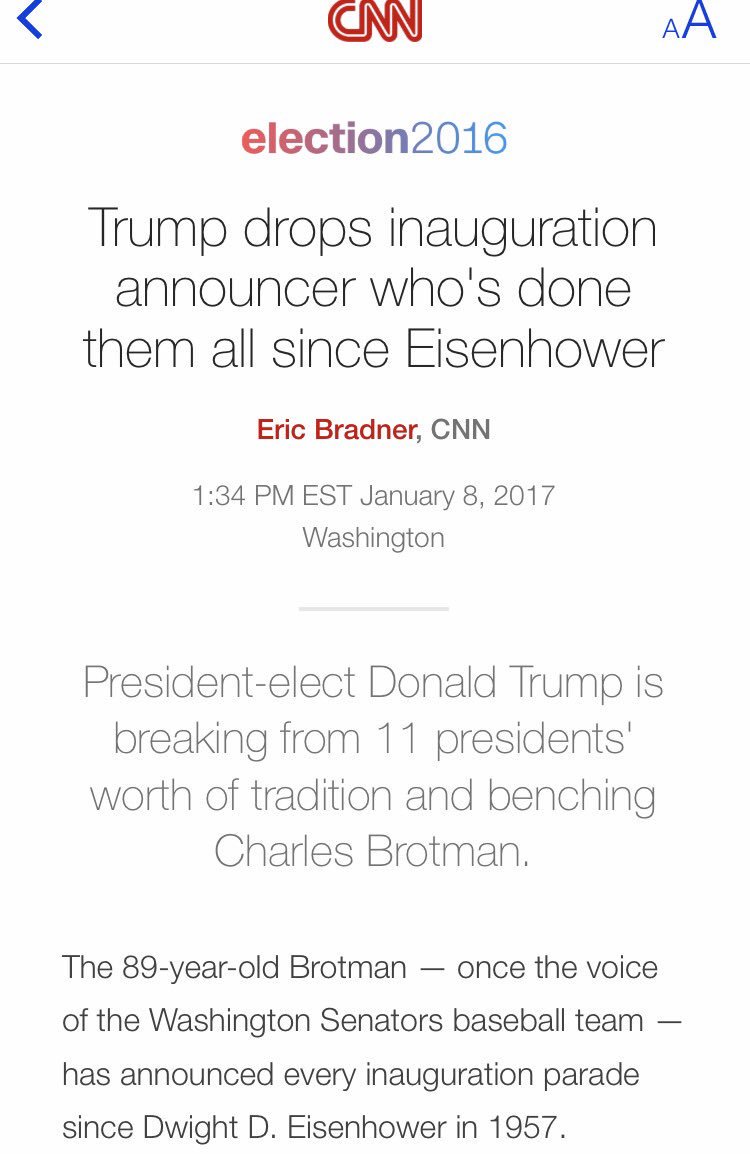 CNN
AA
election2016
Trump drops inauguration
announcer who's done
them all since Eisenhower
Eric Bradner, CNN
1:34 PM EST January 8, 2017
Washington
President-elect Donald Trump is
breaking from 11 presidents'
worth of tradition and benching
Charles Brotman.
The 89-year-old Brotman — once the voice
of the Washington Senators baseball team —
has announced every inauguration parade
since Dwight D. Eisenhower in 1957.